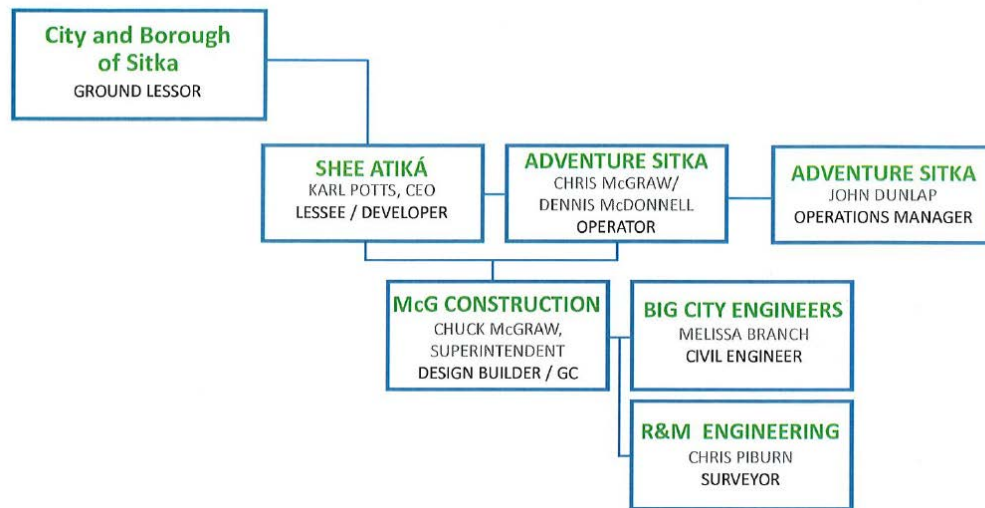 City and Borough
of Sitka
GROUND LESSOR
SHEE ATIKÁ
KARL POTTS, CEO
LESSEE / DEVELOPER
ADVENTURE SITKA
CHRIS McGRAW/
DENNIS McDONNELL
OPERATOR
ADVENTURE SITKA
JOHN DUNLAP
OPERATIONS MANAGER
McG CONSTRUCTION
CHUCK McGRAW,
SUPERINTENDENT
DESIGN BUILDER / GC
BIG CITY ENGINEERS
MELISSA BRANCH
CIVIL ENGINEER
R&M ENGINEERING
CHRIS PIBURN
SURVEYOR